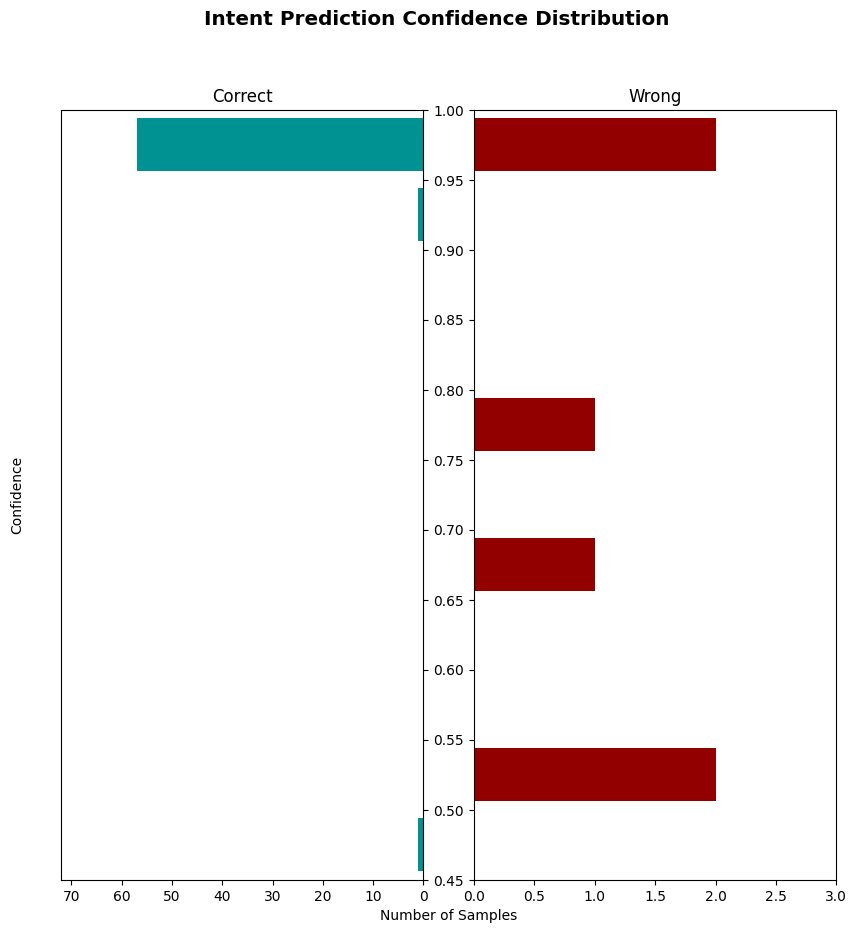 Intent Prediction Confidence Distribution
Correct
Wrong
1.00
0.95
0.90
0.85
0.80
0.75
0.70
0.65
0.60
0.55
0.50
0.45
Confidence
70 60 50 40 30 20 10 0
0.0 0.5 1.0 1.5 2.0 2.5 3.0
Number of Samples